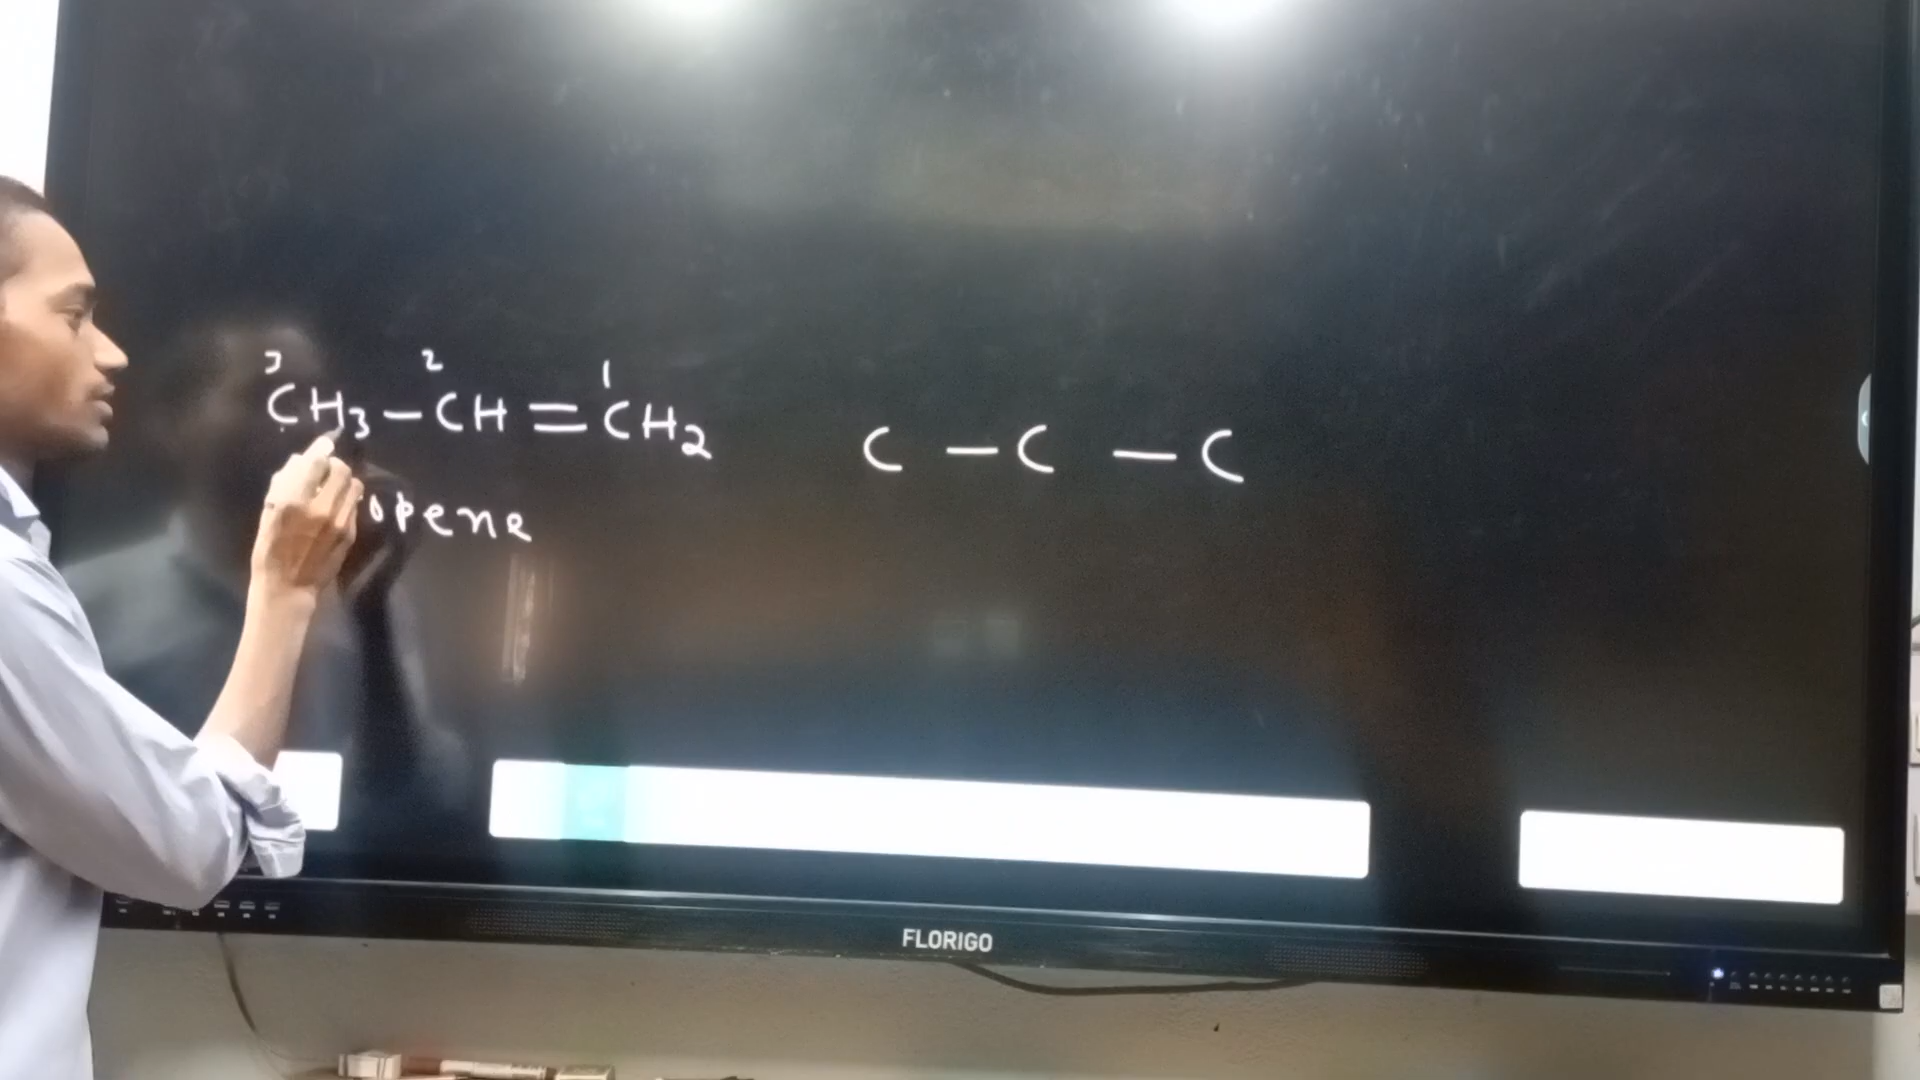 3 2 1
CH3 – CH = CH2 C – C – C
opene
FLORIGO